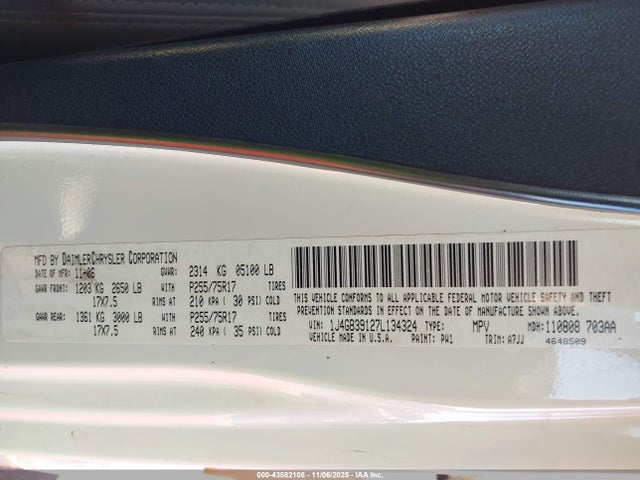 MFD BY DAIMLERCHRYSLER CORPORATION
DATE OF MFR: 11-06 GVWR: 2314 KG 05100 LB
GAWR FRONT: 1203 KG 2650 LB WITH P255/75R17 TIRES
17X7.5 RIMS AT 210 KPA ( 30 PSI) COLD
GAWR REAR: 1361 KG 3000 LB WITH P255/75R17 TIRES
17X7.5 RIMS AT 240 KPA ( 35 PSI) COLD
THIS VEHICLE CONFORMS TO ALL APPLICABLE FEDERAL MOTOR VEHICLE SAFETY AND THEFT
PREVENTION STANDARDS IN EFFECT ON THE DATE OF MANUFACTURE SHOWN ABOVE.
VIN: 1J4GB39127L134324 TYPE: MPV MDH: 110808 703AA
VEHICLE MADE IN U.S.A. PAINT: PW1 TRIM: A7JJ 4648509
000-43582108 - 11/06/2025 - IAAI.COM